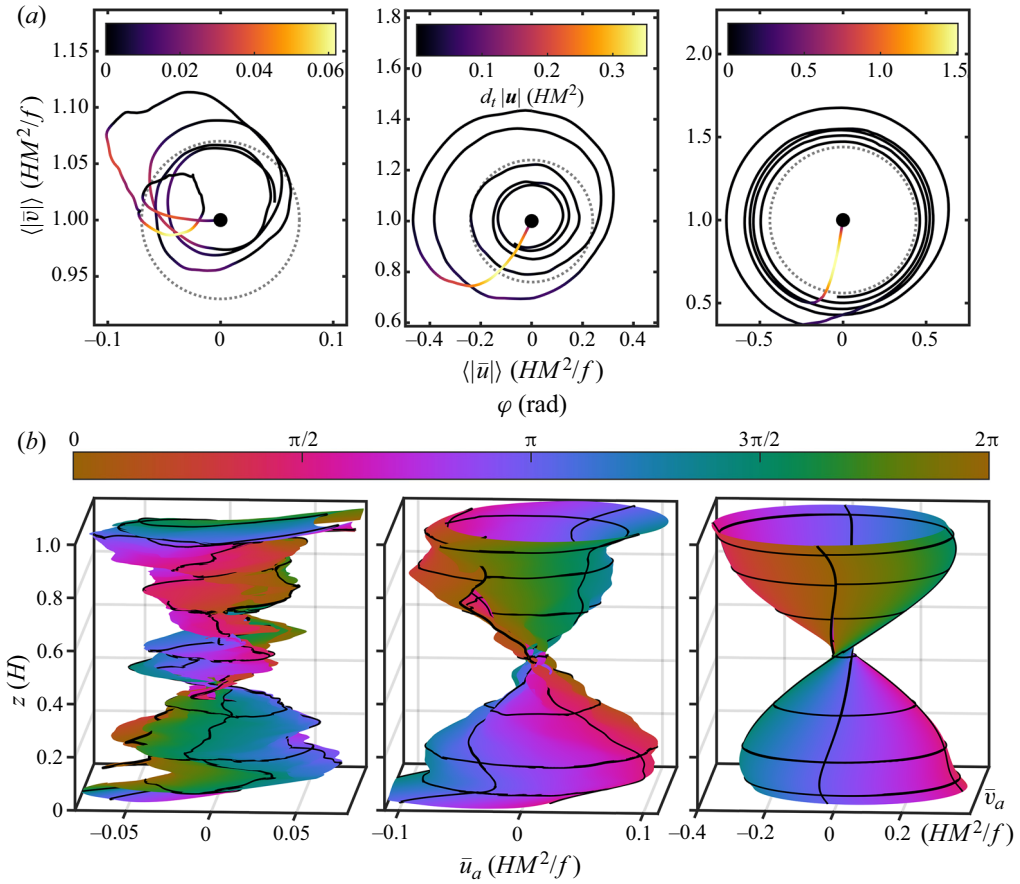 (a)
1.15
1.10
1.05
1.00
0.95
0 0.02 0.04 0.06
⟨|v̄|⟩ (HM²/f)
−0.1 0 0.1
1.8
1.6
1.4
1.2
1.0
0.8
0.6
0 0.1 0.2 0.3
d_t |u| (HM²)
−0.4 −0.2 0 0.2 0.4
2.0
1.5
1.0
0.5
0 0.5 1.0 1.5
−0.5 0 0.5
⟨|ū|⟩ (HM²/f)
φ (rad)
(b)
0 π/2 π 3π/2 2π
1.0
0.8
0.6
0.4
0.2
0
z (H)
−0.05 0 0.05
−0.1 0 0.1
−0.4 −0.2 0 0.2
v̄_a
(HM²/f)
ū_a (HM²/f)